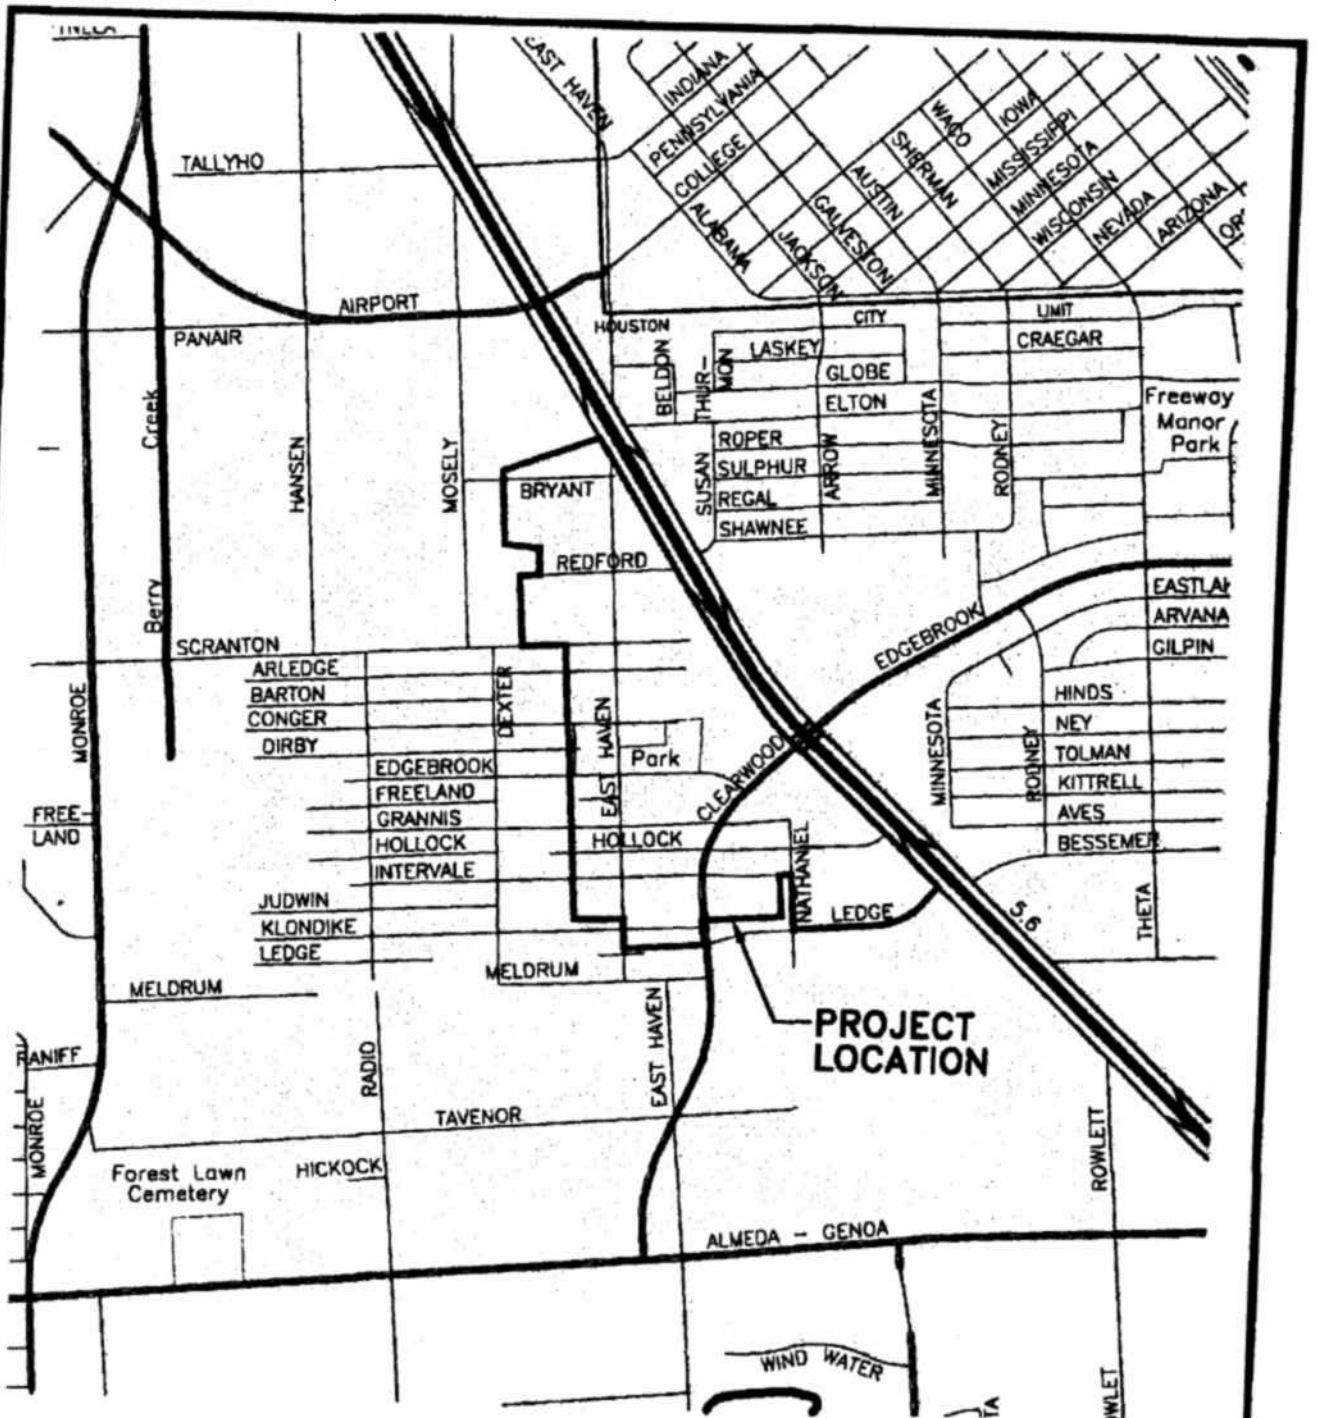 EAST HAVEN
INDIANA
PENNSYLVANIA
COLLEGE
ALABAMA
JACKSON
GALVESTON
AUSTIN
SHERMAN
WACO
IOWA
MISSISSIPPI
MINNESOTA
WISCONSIN
NEVADA
ARIZONA
TALLYHO
AIRPORT
PANAIR
HOUSTON
CITY
LIMIT
LASKEY
CRAEGAR
GLOBE
ELTON
BELDON
THUR-
MON
Freeway
Manor
Park
Creek
HANSEN
MOSELY
BRYANT
ROPER
SULPHUR
REGAL
SHAWNEE
SUSAN
ARROW
MINNESOTA
RODNEY
REDFORD
Berry
SCRANTON
EDGEBROOK
ARVANA
GILPIN
ARLEDGE
BARTON
CONGER
DIRBY
MONROE
DEXTER
EAST HAVEN
Park
CLEARWOOD
MINNESOTA
RODNEY
HINDS
NEY
TOLMAN
KITTRELL
AVES
BESSEMER
EDGEBROOK
FREELAND
GRANNIS
HOLLOCK
INTERVALE
HOLLOCK
NATHANIEL
FREE-
LAND
JUDWIN
KLONDIKE
LEDGE
LEDGE
5.6
THETA
MELDRUM
MELDRUM
PROJECT
LOCATION
RANIFF
MONROE
RADIO
EAST HAVEN
TAVENOR
ROWLETT
Forest Lawn
Cemetery
HICKOCK
ALMEDA - GENOA
WIND WATER